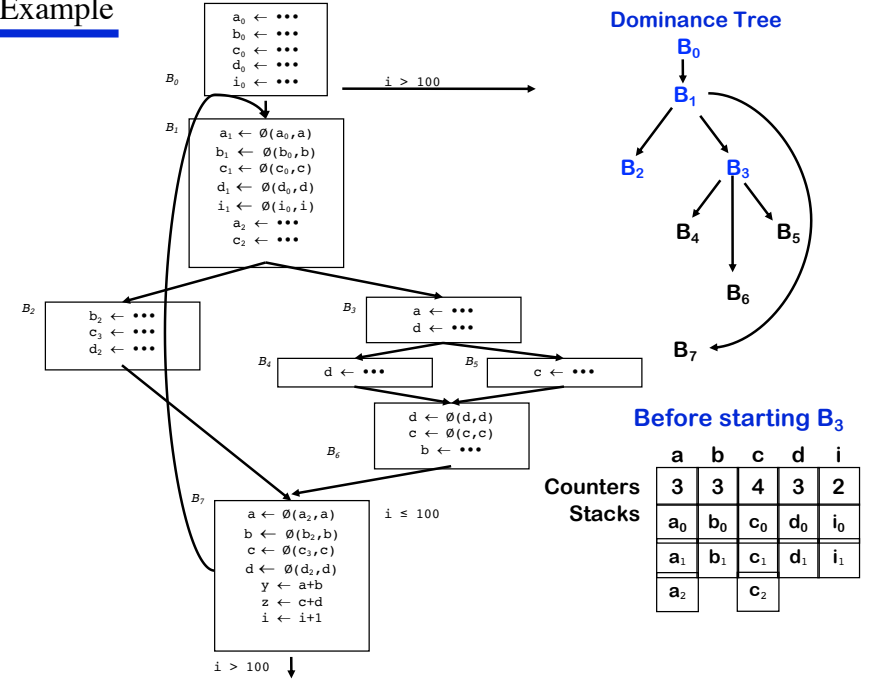 Example
a₀ ← •••
b₀ ← •••
c₀ ← •••
d₀ ← •••
i₀ ← •••
B₀
i > 100
B₁
a₁ ← Ø(a₀,a)
b₁ ← Ø(b₀,b)
c₁ ← Ø(c₀,c)
d₁ ← Ø(d₀,d)
i₁ ← Ø(i₀,i)
a₂ ← •••
c₂ ← •••
B₂
b₂ ← •••
c₃ ← •••
d₂ ← •••
B₃
a ← •••
d ← •••
B₄
d ← •••
B₅
c ← •••
d ← Ø(d,d)
c ← Ø(c,c)
b ← •••
B₆
B₇
a ← Ø(a₂,a)
b ← Ø(b₂,b)
c ← Ø(c₃,c)
d ← Ø(d₂,d)
y ← a+b
z ← c+d
i ← i+1
i ≤ 100
i > 100
Dominance Tree
B₀
B₁
B₂ B₃
B₄ B₅
B₆
B₇
Before starting B₃
a b c d i
Counters 3 3 4 3 2
Stacks a₀ b₀ c₀ d₀ i₀
a₁ b₁ c₁ d₁ i₁
a₂ c₂